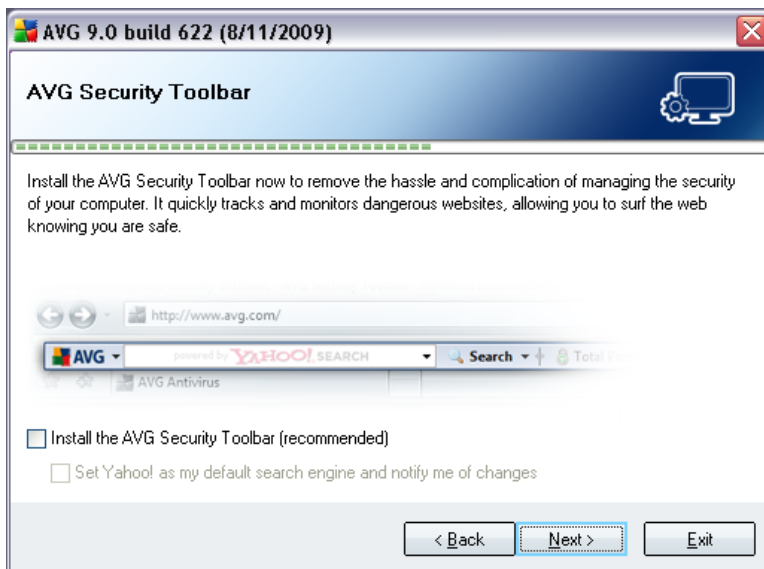 AVG 9.0 build 622 (8/11/2009)
AVG Security Toolbar
Install the AVG Security Toolbar now to remove the hassle and complication of managing the security
of your computer. It quickly tracks and monitors dangerous websites, allowing you to surf the web
knowing you are safe.
http://www.avg.com/
AVG powered by YAHOO! SEARCH Search Total
AVG Antivirus
Install the AVG Security Toolbar (recommended)
Set Yahoo! as my default search engine and notify me of changes
< Back Next > Exit